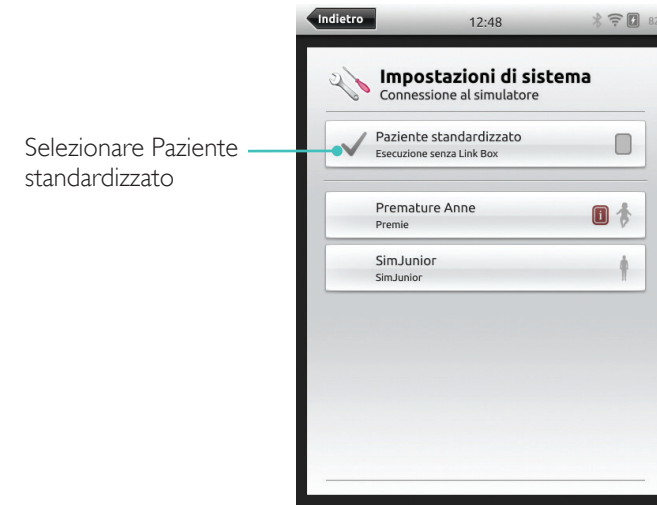 Indietro
12:48
82
Impostazioni di sistema
Connessione al simulatore
Selezionare Paziente
standardizzato
Paziente standardizzato
Esecuzione senza Link Box
Premature Anne
Premie
SimJunior
SimJunior